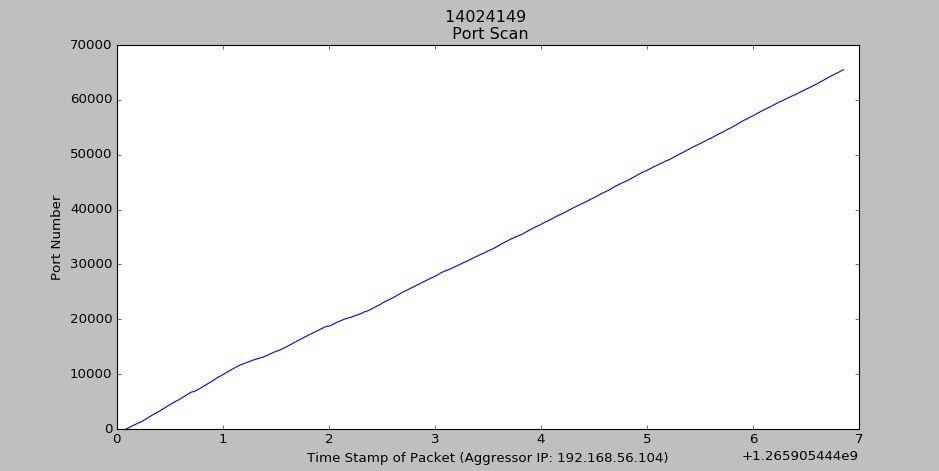 14024149
Port Scan
70000
60000
50000
40000
30000
20000
10000
0
Port Number
0 1 2 3 4 5 6 7
Time Stamp of Packet (Aggressor IP: 192.168.56.104)
+1.265905444e9